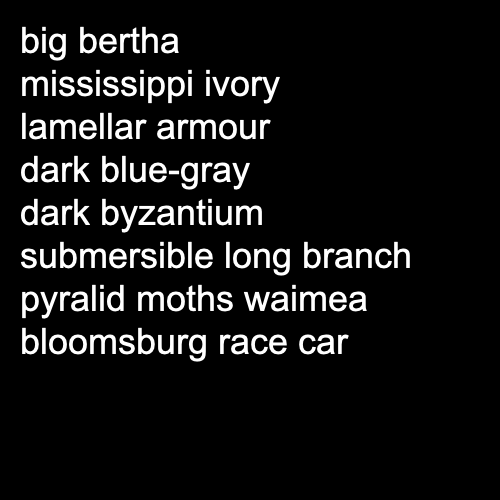 big bertha
mississippi ivory
lamellar armour
dark blue-gray
dark byzantium
submersible long branch
pyralid moths waimea
bloomsburg race car